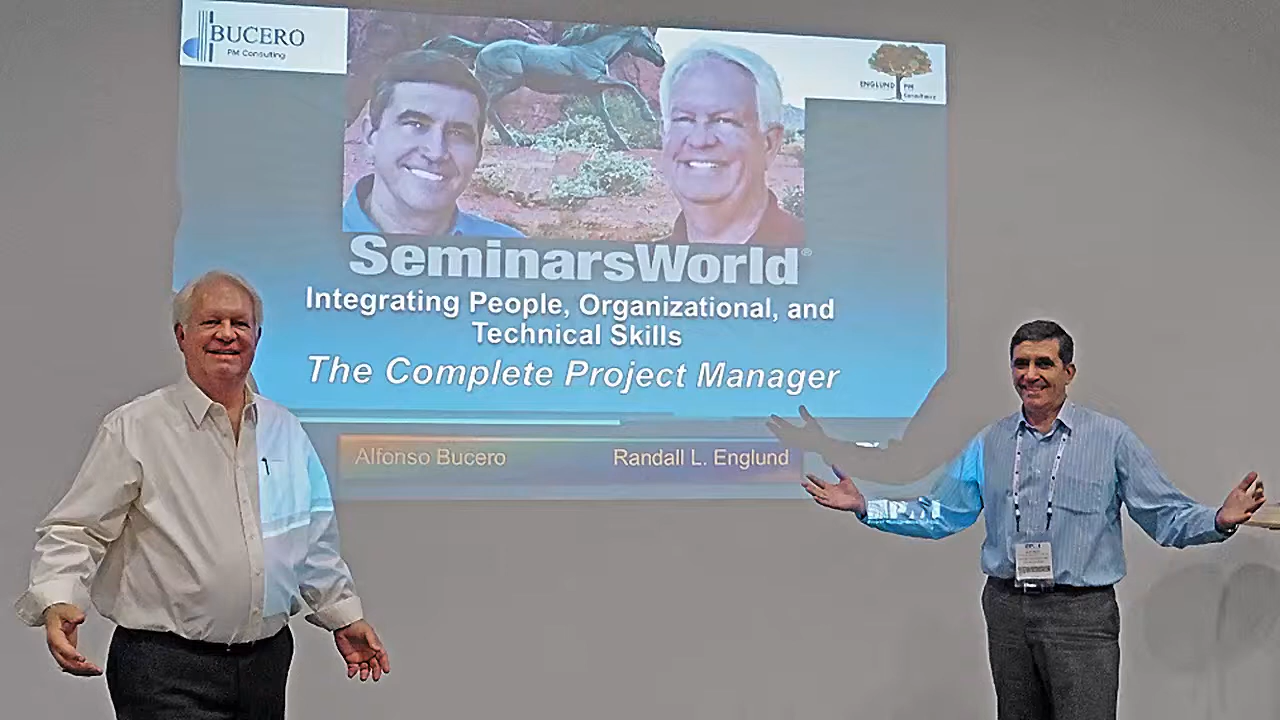 BUCERO
PM Consulting
ENGLUND PM
Consultancy
SeminarsWorld®
Integrating People, Organizational, and
Technical Skills
The Complete Project Manager
Alfonso Bucero Randall L. Englund